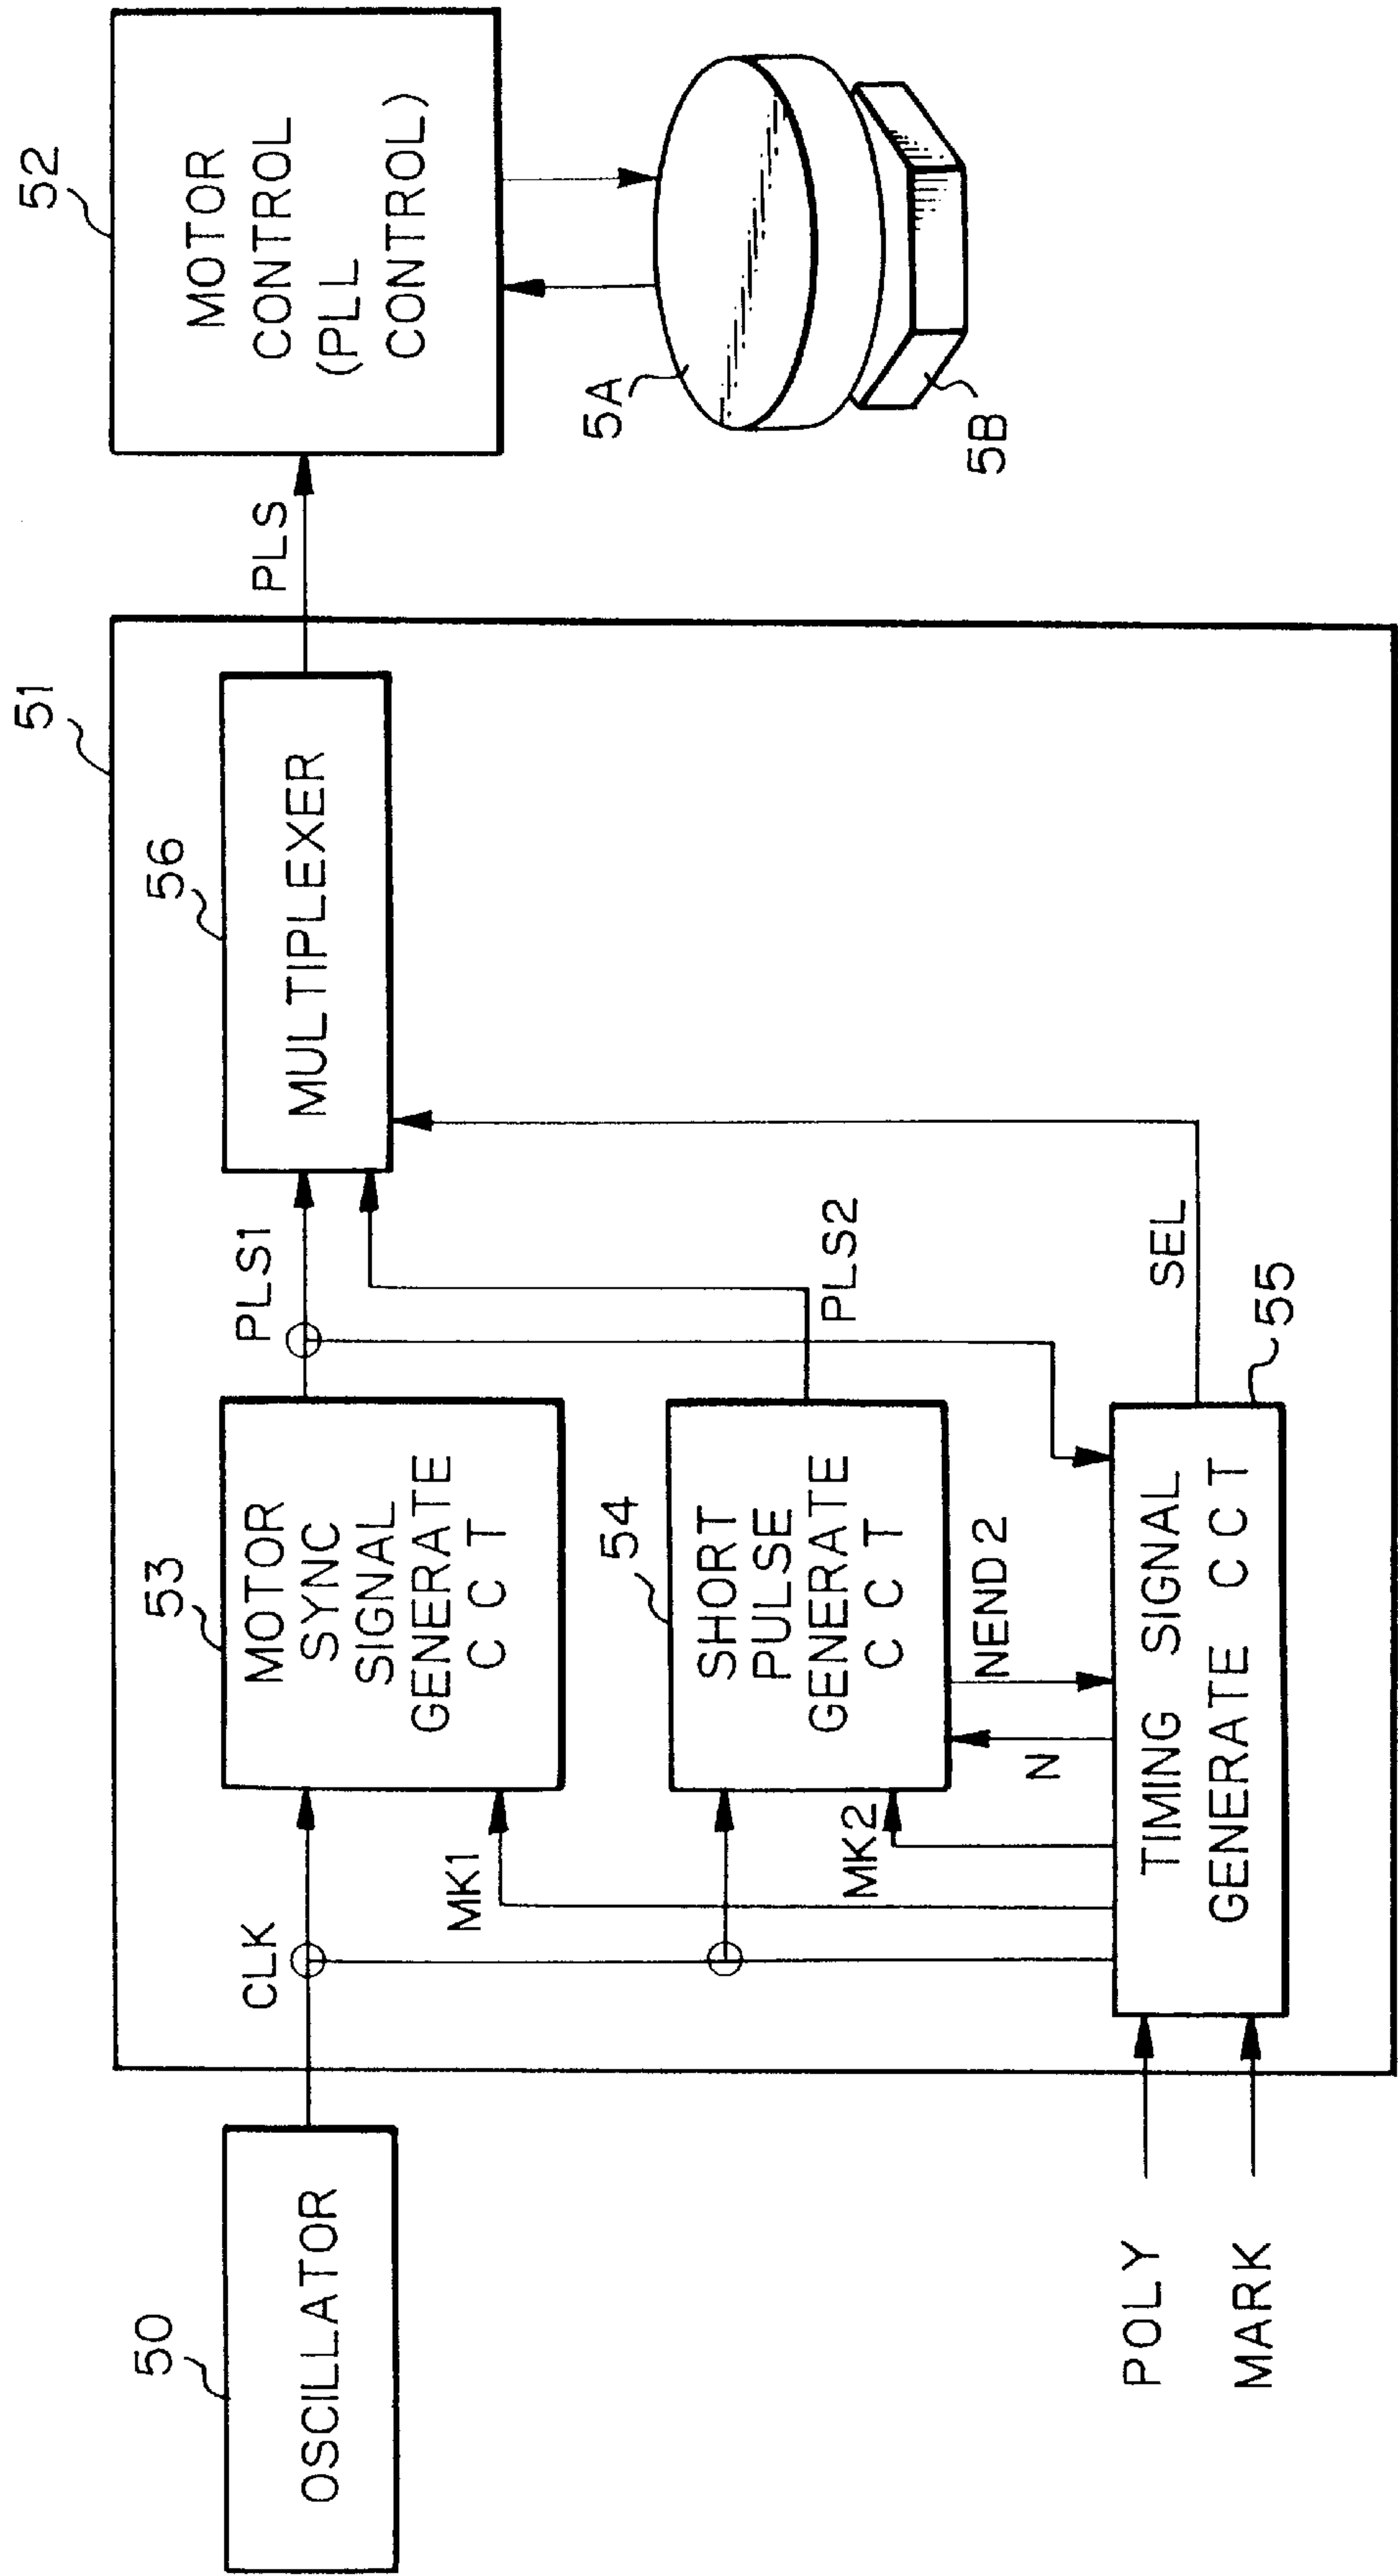 50
OSCILLATOR
CLK
51
53
MOTOR
SYNC
SIGNAL
GENERATE
C C T
MK1
PLS1
56
MULTIPLEXER
PLS
52
MOTOR
CONTROL
(PLL
CONTROL)
5A
5B
54
SHORT
PULSE
GENERATE
C C T
MK2
N
NEND2
PLS2
SEL
55
TIMING SIGNAL
GENERATE C C T
POLY
MARK